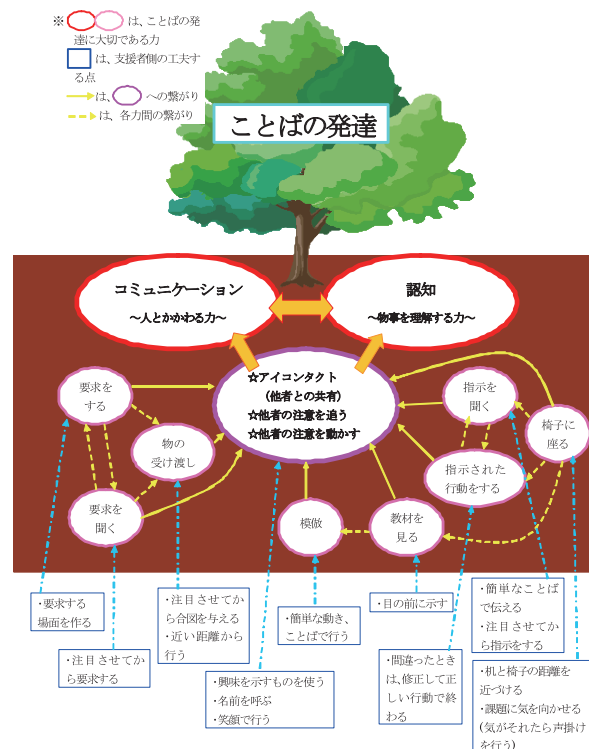 ※ は、ことばの発
達に大切である力
は、支援者側の工夫す
る点
は、 への繋がり
は、各力間の繋がり
ことばの発達
コミュニケーション
~人とかかわる力~
認知
~物事を理解する力~
☆アイコンタクト
(他者との共有)
☆他者の注意を追う
☆他者の注意を動かす
要求を
する
物の
受け渡し
要求を
聞く
模倣
教材を
見る
指示を
聞く
指示された
行動をする
椅子に
座る
・要求する
場面を作る
・注目させてか
ら要求する
・注目させてか
ら合図を与える
・近い距離から
行う
・興味を示すものを使う
・名前を呼ぶ
・笑顔で行う
・簡単な動き、
ことばで行う
・目の前に示す
・間違ったとき
は、修正して正
しい行動で終
わる
・簡単なことば
で伝える
・注目させてか
ら指示をする
・机と椅子の距離を
近づける
・課題に気を向かせる
(気がそれたら声掛け
を行う)